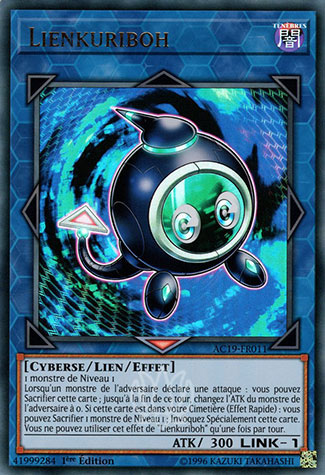 LIENKURIBOH
TÉNÈBRES
闇
AC19-FR011
[CYBERSE/LIEN/EFFET]
1 monstre de Niveau 1
Lorsqu'un monstre de l'adversaire déclare une attaque : vous pouvez
Sacrifier cette carte ; jusqu'à la fin de ce tour, changez l'ATK du monstre
de l'adversaire à 0. Si cette carte est dans votre Cimetière (Effet Rapide) : vous
pouvez Sacrifier 1 monstre de Niveau 1 ; Invoquez Spécialement cette carte.
Vous ne pouvez utiliser cet effet de "Lienkuriboh" qu'une fois par tour.
ATK/ 300 LINK-1
41999284 1ère Edition ©1996 KAZUKI TAKAHASHI